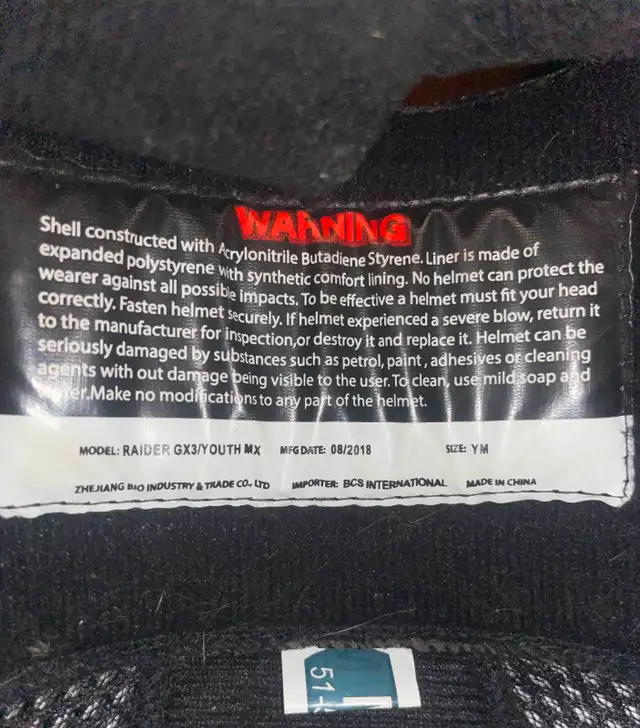 WARNING
Shell constructed with Acrylonitrile Butadiene Styrene. Liner is made of
expanded polystyrene with synthetic comfort lining. No helmet can protect the
wearer against all possible impacts. To be effective a helmet must fit your head
correctly. Fasten helmet securely. If helmet experienced a severe blow, return it
to the manufacturer for inspection,or destroy it and replace it. Helmet can be
seriously damaged by substances such as petrol, paint, adhesives or cleaning
agents with out damage being visible to the user. To clean, use mild soap and
water.Make no modifications to any part of the helmet.
MODEL: RAIDER GX3/YOUTH MX MFG DATE: 08/2018 SIZE: YM
ZHEJIANG BIO INDUSTRY & TRADE CO., LTD IMPORTER: BCS INTERNATIONAL MADE IN CHINA
51-